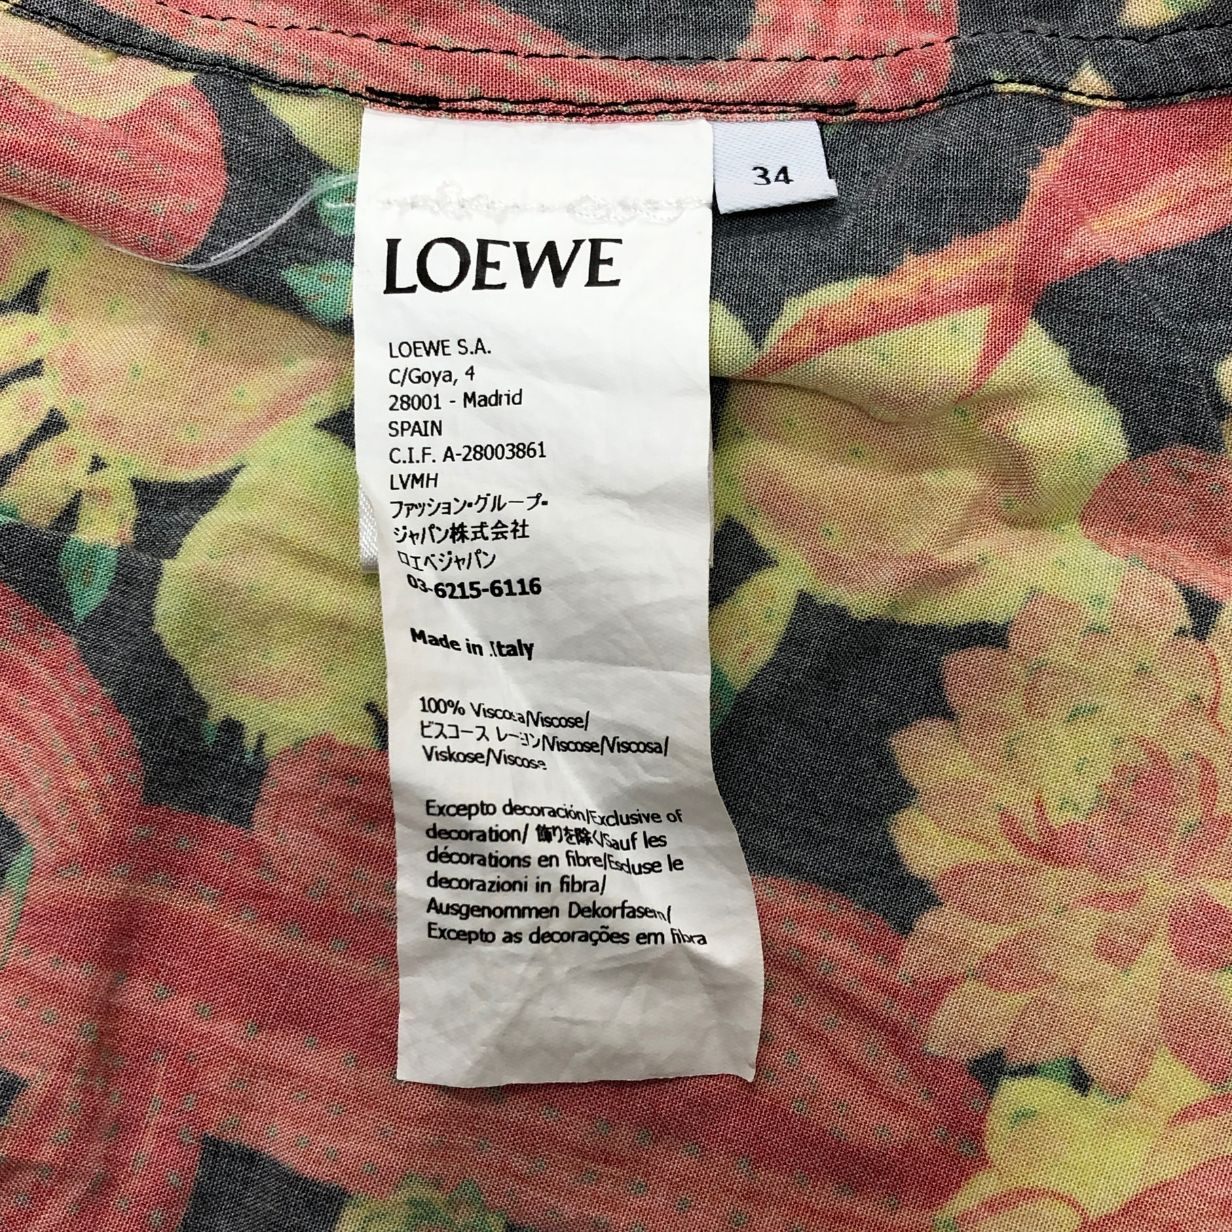 34
LOEWE
LOEWE S.A.
C/Goya, 4
28001 - Madrid
SPAIN
C.I.F. A-28003861
LVMH
ファッション・グループ・
ジャパン株式会社
ロエベジャパン
03-6215-6116
Made in Italy
100% Viscosa/Viscose/
ビスコース レーヨン/Viscose/Viscosa/
Viskose/Viscose
Excepto decoración/Exclusive of
decoration/ 飾りを除く/Sauf les
décorations en fibre/Escluse le
decorazioni in fibra/
Ausgenommen Dekorfasern/
Excepto as decorações em fibra